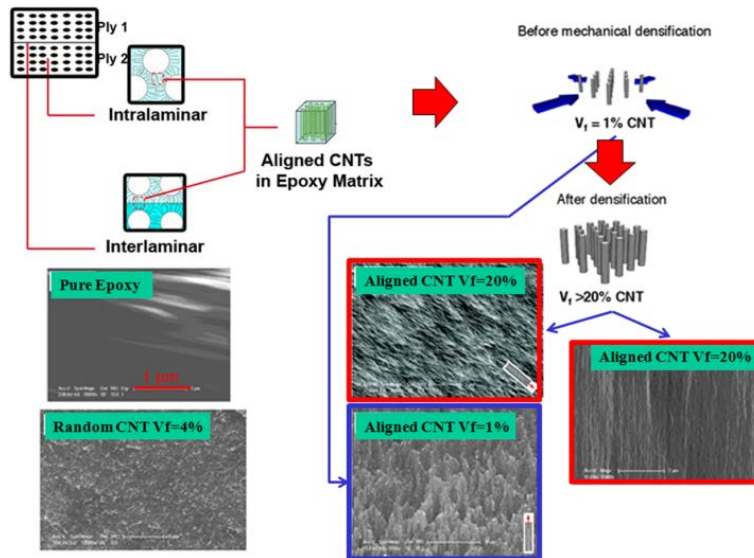 Ply 1
Ply 2
Intralaminar
Interlaminar
Aligned CNTs
in Epoxy Matrix
Before mechanical densification
Vf = 1% CNT
After densification
Vf >20% CNT
Pure Epoxy
1 μm
Random CNT Vf=4%
Aligned CNT Vf=20%
Aligned CNT Vf=1%
Aligned CNT Vf=20%